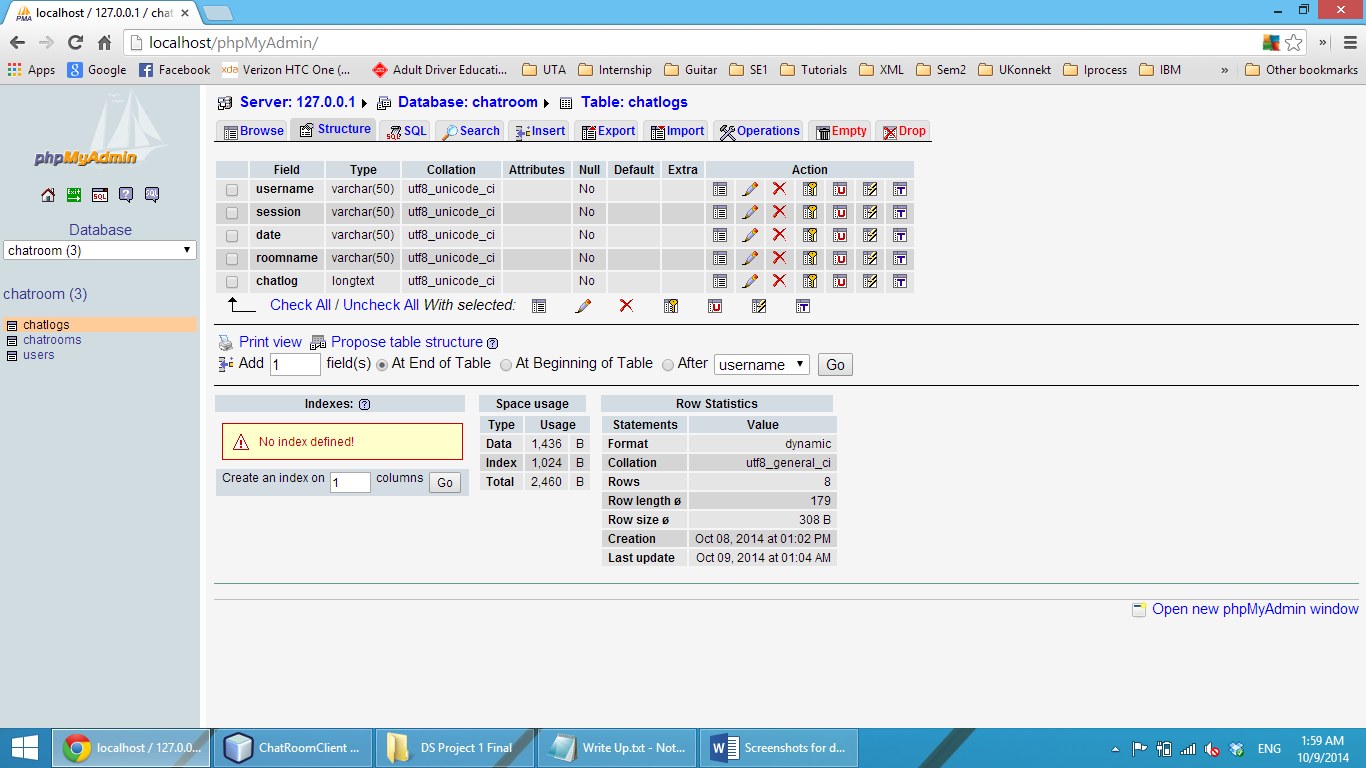 localhost / 127.0.0.1 / chat
localhost/phpMyAdmin/
Apps Google Facebook Verizon HTC One (... Adult Driver Educati... UTA Internship Guitar SE1 Tutorials XML Sem2 UKonnekt Iprocess IBM » Other bookmarks
phpMyAdmin
Database
chatroom (3)
chatroom (3)
chatlogs
chatrooms
users
Server: 127.0.0.1 Database: chatroom Table: chatlogs
Browse Structure SQL Search Insert Export Import Operations Empty Drop
Field Type Collation Attributes Null Default Extra Action
username varchar(50) utf8_unicode_ci No
session varchar(50) utf8_unicode_ci No
date varchar(50) utf8_unicode_ci No
roomname varchar(50) utf8_unicode_ci No
chatlog longtext utf8_unicode_ci No
Check All / Uncheck All With selected:
Print view Propose table structure
Add 1 field(s) At End of Table At Beginning of Table After username Go
Indexes:
No index defined!
Create an index on 1 columns Go
Space usage
Type Usage
Data 1,436 B
Index 1,024 B
Total 2,460 B
Row Statistics
Statements Value
Format dynamic
Collation utf8_general_ci
Rows 8
Row length ø 179
Row size ø 308 B
Creation Oct 08, 2014 at 01:02 PM
Last update Oct 09, 2014 at 01:04 AM
Open new phpMyAdmin window
localhost / 127.0.0... ChatRoomClient ... DS Project 1 Final Write Up.txt - Not... Screenshots for d... ENG 1:59 AM
10/9/2014